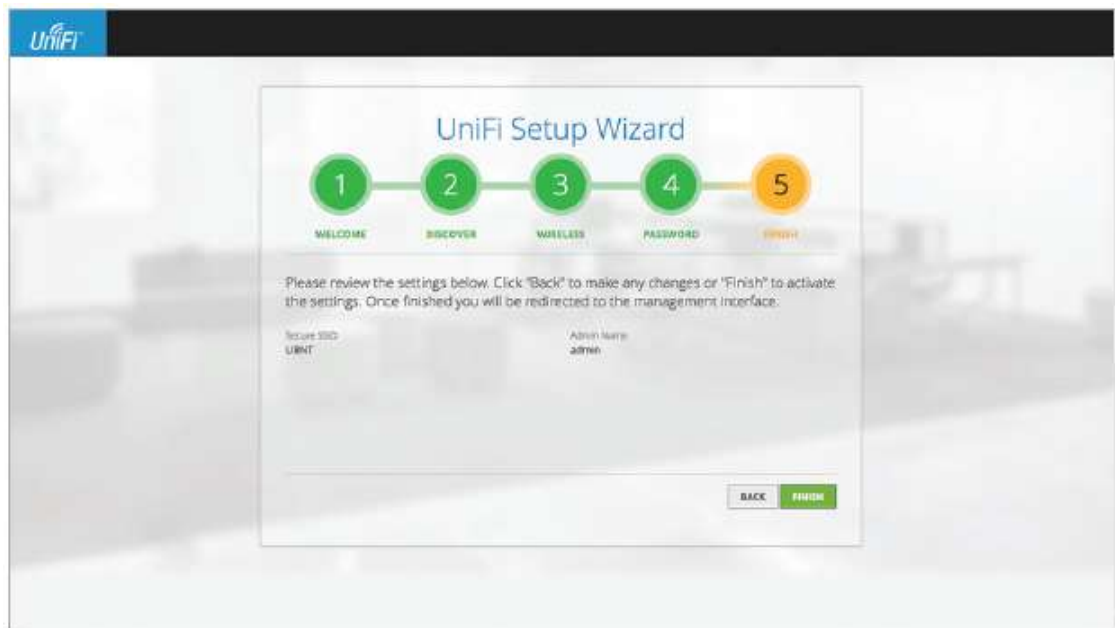 UniFi
UniFi Setup Wizard
1 2 3 4 5
WELCOME DISCOVER WIRELESS PASSWORD FINISH
Please review the settings below. Click "Back" to make any changes or "Finish" to activate
the settings. Once finished you will be redirected to the management interface.
Secure SSID Admin Name
UBNT admin
BACK FINISH